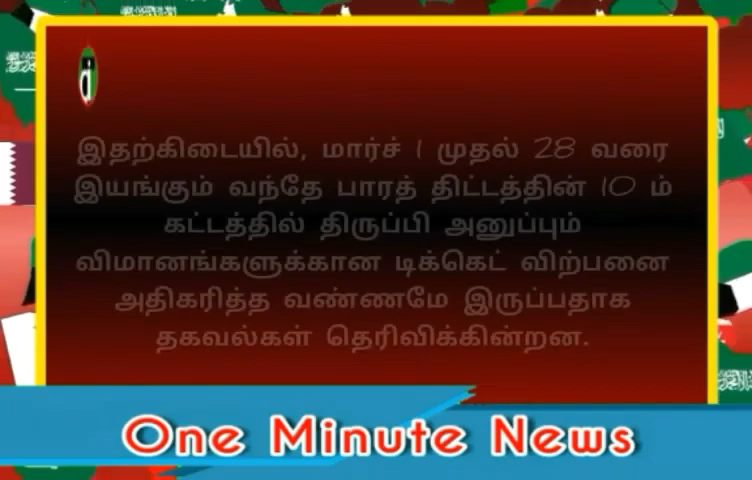 இதற்கிடையில், மார்ச் 1 முதல் 28 வரை
இயங்கும் வந்தே பாரத் திட்டத்தின் 10 ம்
கட்டத்தில் திருப்பி அனுப்பும்
விமானங்களுக்கான டிக்கெட் விற்பனை
அதிகரித்த வண்ணமே இருப்பதாக
தகவல்கள் தெரிவிக்கின்றன.
One Minute News